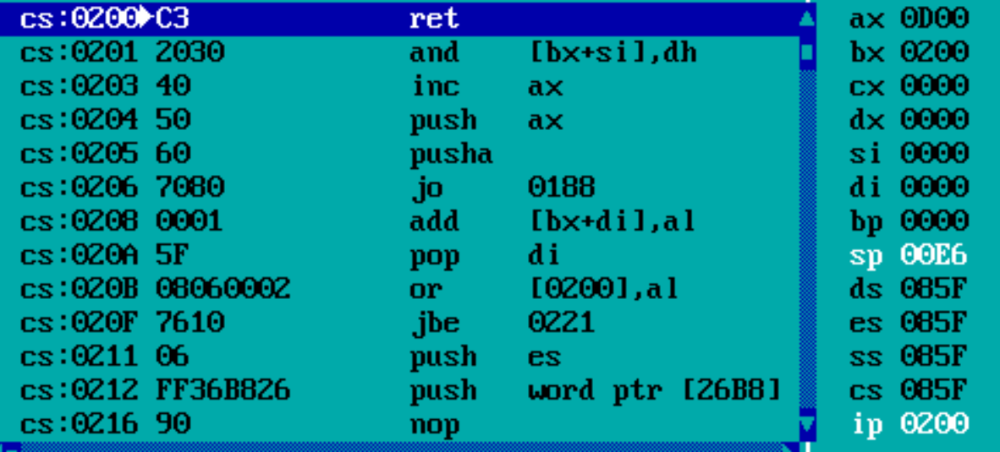 cs:0200►C3 ret ax 0D00
cs:0201 2030 and [bx+si],dh bx 0200
cs:0203 40 inc ax cx 0000
cs:0204 50 push ax dx 0000
cs:0205 60 pusha si 0000
cs:0206 7080 jo 0188 di 0000
cs:0208 0001 add [bx+di],al bp 0000
cs:020A 5F pop di sp 00E6
cs:020B 08060002 or [0200],al ds 085F
cs:020F 7610 jbe 0221 es 085F
cs:0211 06 push es ss 085F
cs:0212 FF36B826 push word ptr [26B8] cs 085F
cs:0216 90 nop ip 0200